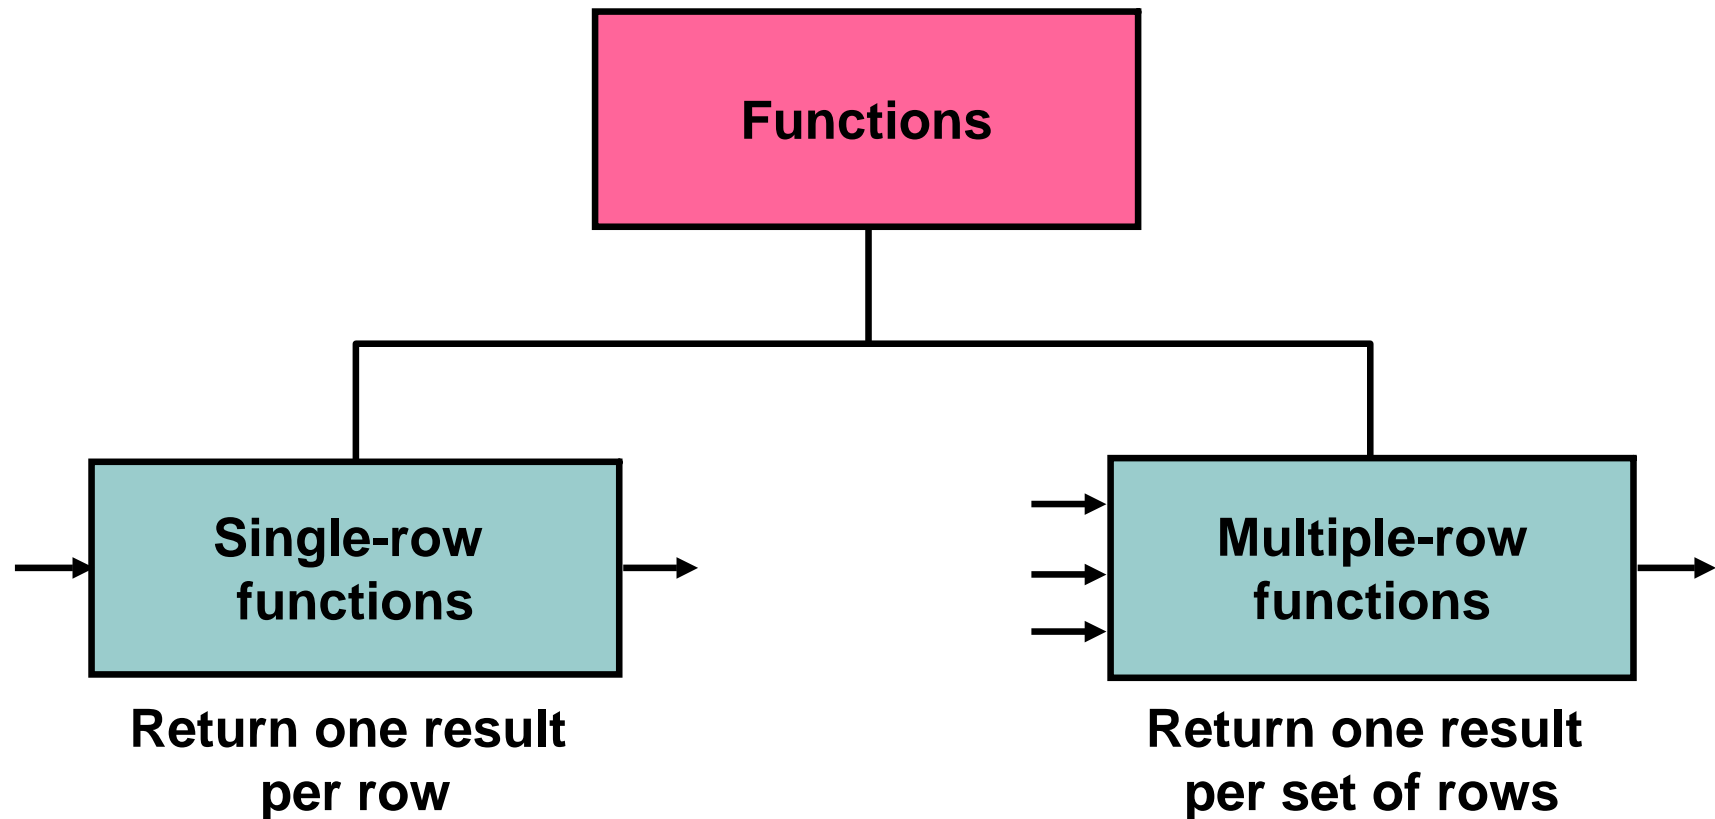 Functions
Single-row
functions
Return one result
per row
Multiple-row
functions
Return one result
per set of rows